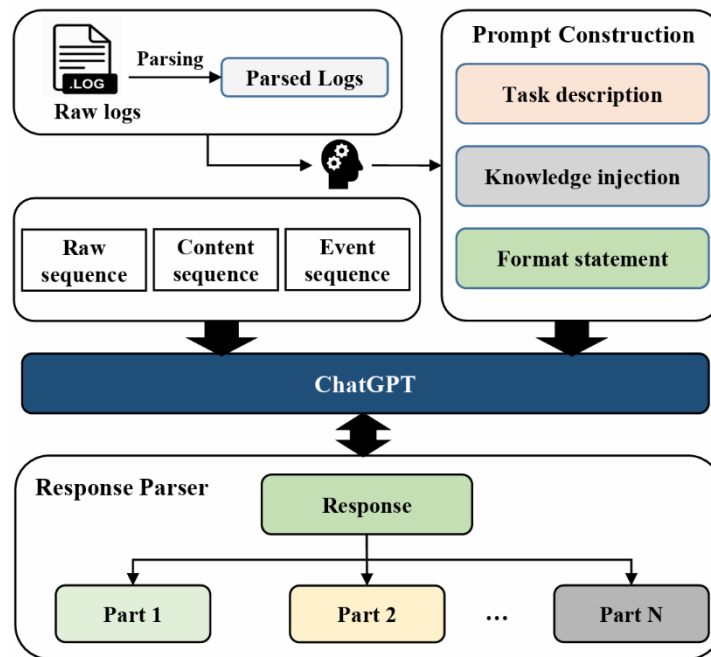 Parsing
.LOG
Parsed Logs
Raw logs
Prompt Construction
Task description
Knowledge injection
Format statement
Raw
sequence
Content
sequence
Event
sequence
ChatGPT
Response Parser
Response
Part 1
Part 2
...
Part N